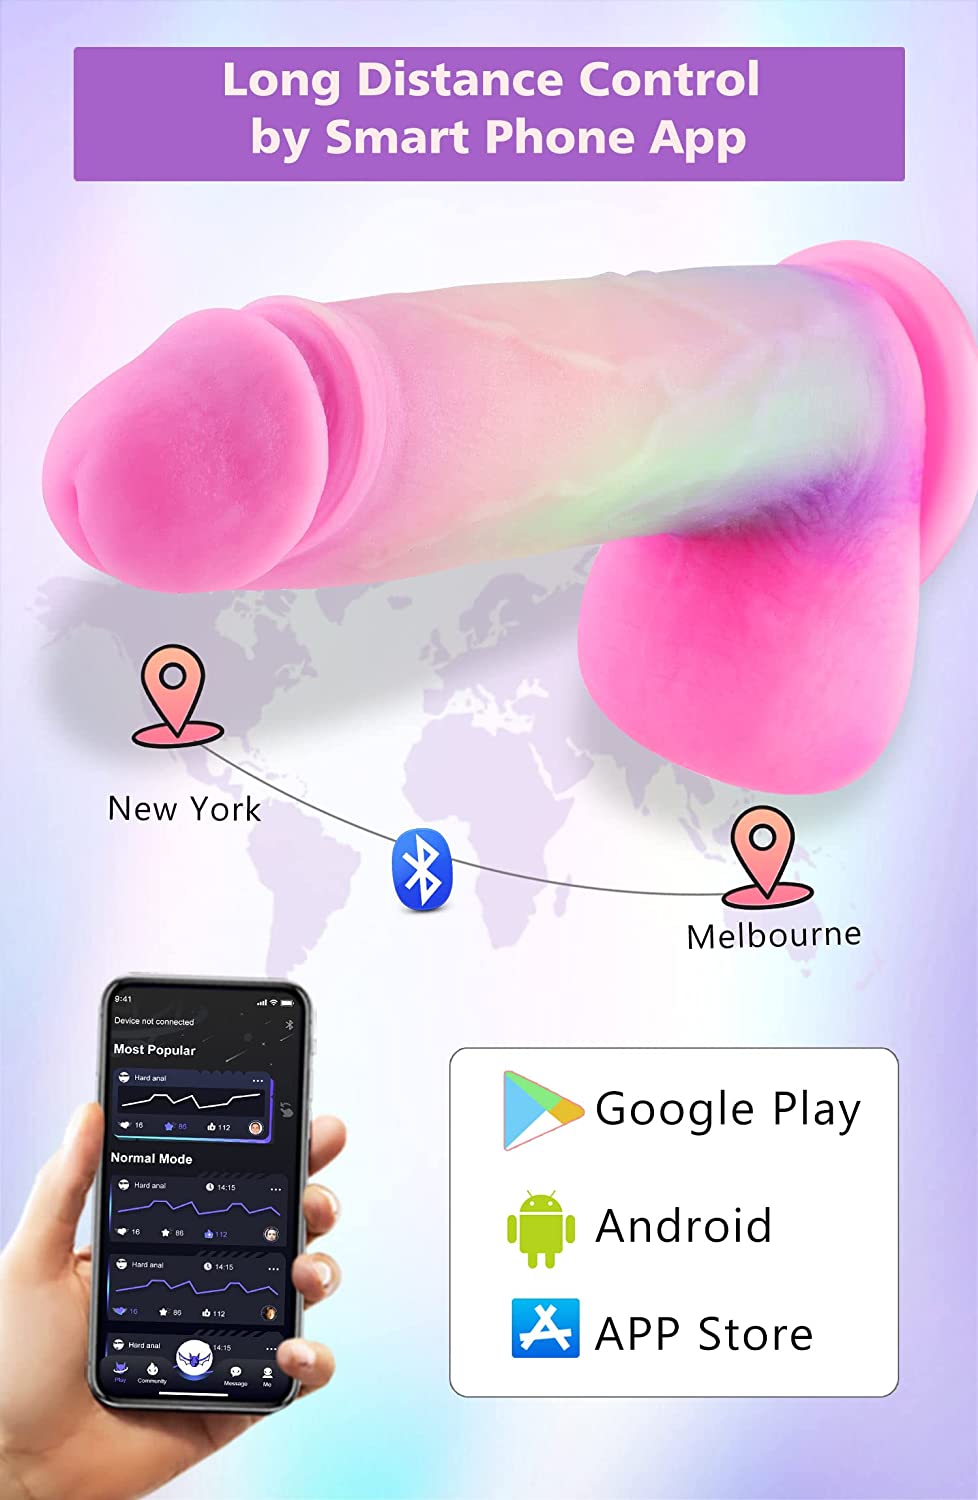 Long Distance Control
by Smart Phone App
New York
Melbourne
9:41
Device not connected
Most Popular
Hard anal
16 86 112
Normal Mode
Hard anal 14:15
16 86 112
Hard anal 14:15
16 86 112
Hard anal 14:15
Play Community Message Me
Google Play
Android
APP Store